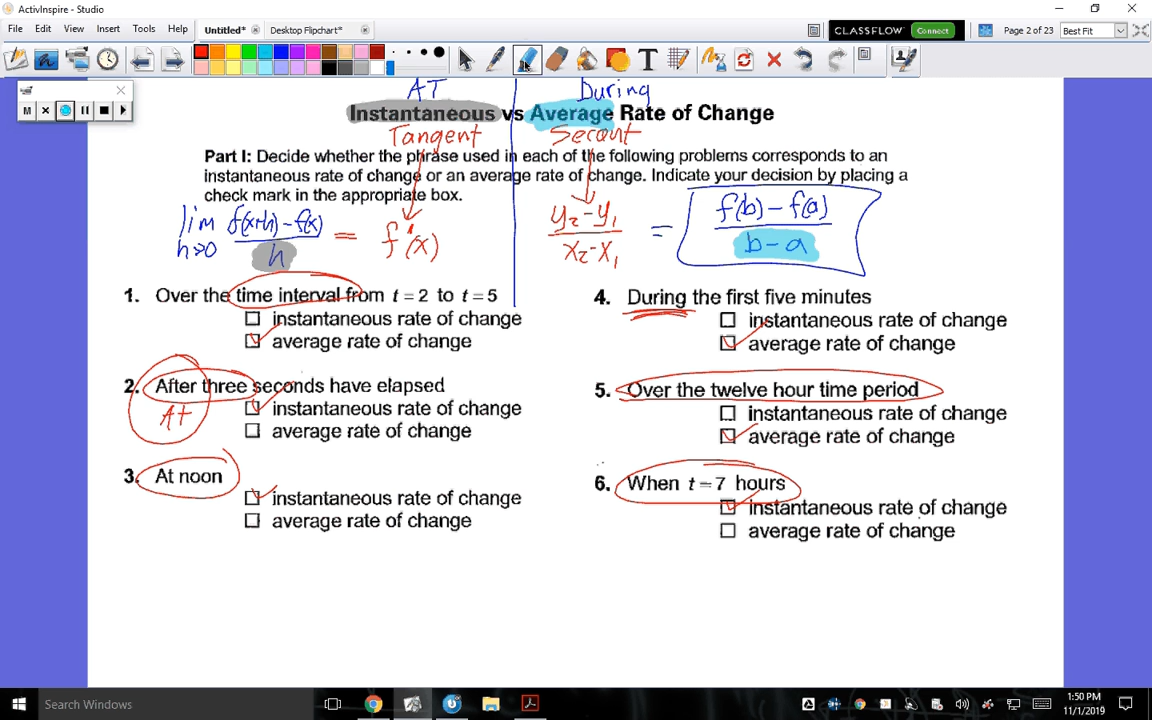 ActivInspire - Studio
File Edit View Insert Tools Help Untitled* Desktop Flipchart* CLASSFLOW Connect Page 2 of 23 Best Fit
M
AT During
Instantaneous vs Average Rate of Change
Tangent Secant
Part I: Decide whether the phrase used in each of the following problems corresponds to an
instantaneous rate of change or an average rate of change. Indicate your decision by placing a
check mark in the appropriate box.
lim h→0 f(x+h)-f(x) / h = f'(x)
y₂-y₁ / x₂-x₁ = f(b)-f(a) / b-a
1. Over the time interval from t = 2 to t = 5
instantaneous rate of change
average rate of change
2. After three seconds have elapsed
At
instantaneous rate of change
average rate of change
3. At noon
instantaneous rate of change
average rate of change
4. During the first five minutes
instantaneous rate of change
average rate of change
5. Over the twelve hour time period
instantaneous rate of change
average rate of change
6. When t = 7 hours
instantaneous rate of change
average rate of change
Search Windows
1:50 PM
11/1/2019